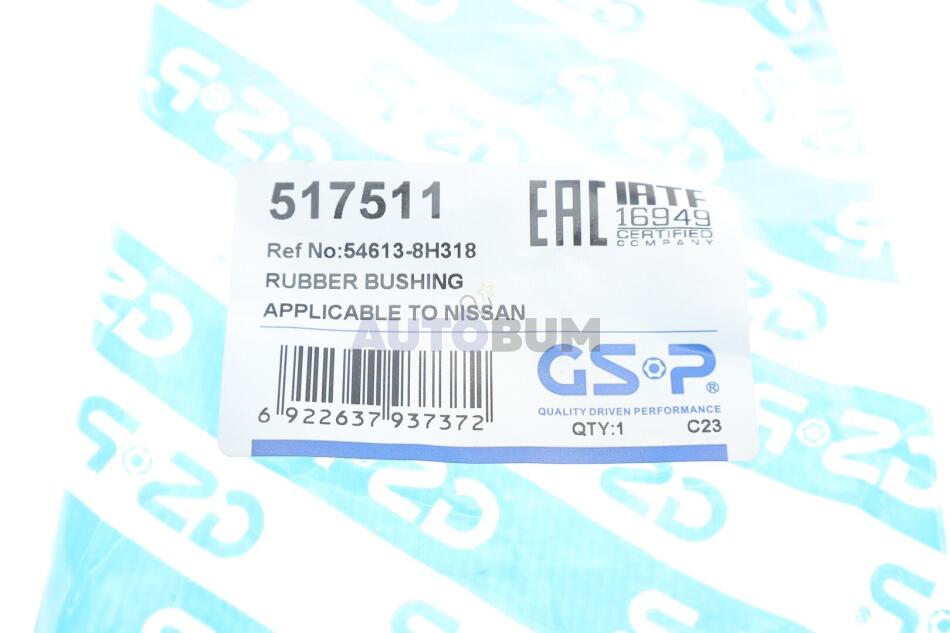 517511
EAC
IATF
16949
CERTIFIED
COMPANY
Ref No:54613-8H318
RUBBER BUSHING
APPLICABLE TO NISSAN
AUTOBUM
6 922637 937372
GSP®
QUALITY DRIVEN PERFORMANCE
QTY:1 C23